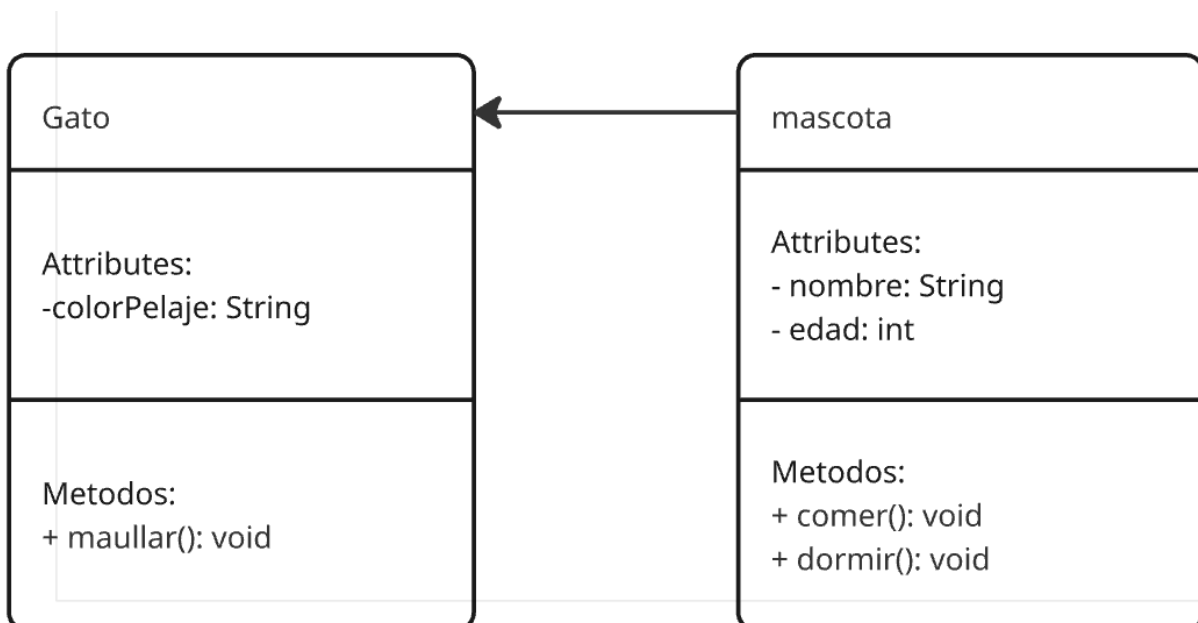 Gato
Attributes:
-colorPelaje: String
Metodos:
+ maullar(): void
mascota
Attributes:
- nombre: String
- edad: int
Metodos:
+ comer(): void
+ dormir(): void